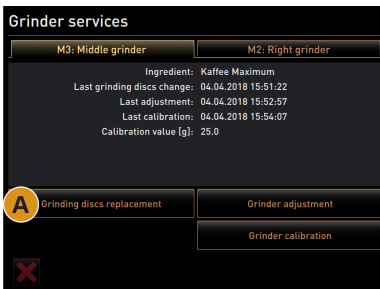 Grinder services
M3: Middle grinder
M2: Right grinder
Ingredient: Kaffee Maximum
Last grinding discs change: 04.04.2018 15:51:22
Last adjustment: 04.04.2018 15:52:57
Last calibration: 04.04.2018 15:54:07
Calibration value [g]: 25.0
A
Grinding discs replacement
Grinder adjustment
Grinder calibration